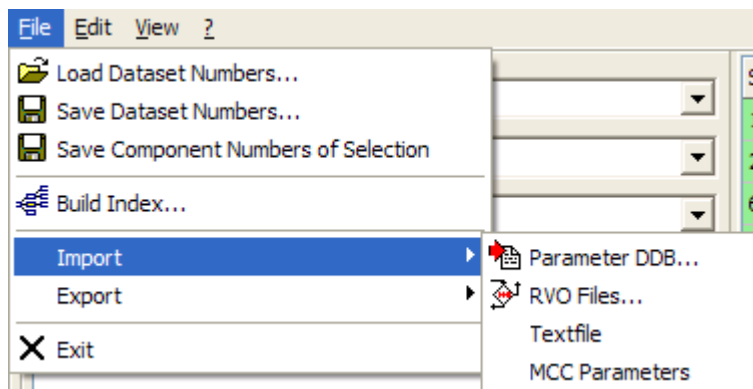 File Edit View ?
Load Dataset Numbers...
Save Dataset Numbers...
Save Component Numbers of Selection
Build Index...
Import
Parameter DDB...
Export
RVO Files...
Textfile
Exit
MCC Parameters